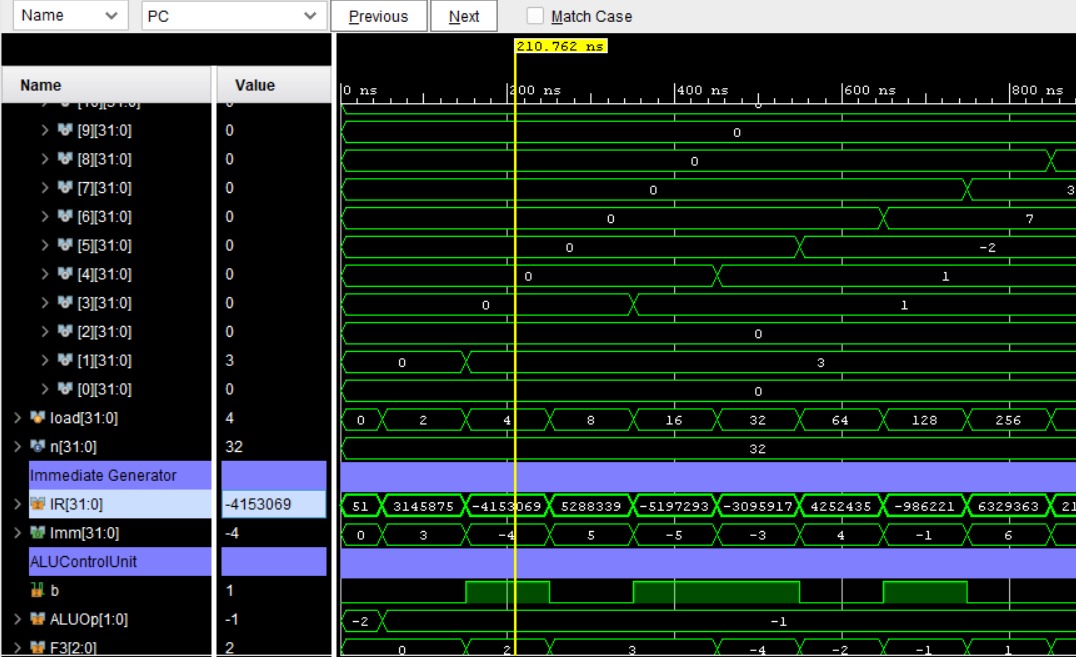 Name PC Previous Next Match Case
210.762 ns
Name Value
0 ns 200 ns 400 ns 600 ns 800 ns
[9][31:0] 0 0
[8][31:0] 0 0
[7][31:0] 0 0 3
[6][31:0] 0 0 7
[5][31:0] 0 0 -2
[4][31:0] 0 0 1
[3][31:0] 0 0 1
[2][31:0] 0 0
[1][31:0] 3 0 3
[0][31:0] 0 0
load[31:0] 4 0 2 4 8 16 32 64 128 256
n[31:0] 32 32
Immediate Generator
IR[31:0] -4153069 51 3145875 -4153069 5288339 -5197293 -3095917 4252435 -986221 6329363 21
Imm[31:0] -4 0 3 -4 5 -5 -3 4 -1 6
ALUControlUnit
b 1
ALUOp[1:0] -1 -2 -1
F3[2:0] 2 0 2 3 -4 -2 -1 1